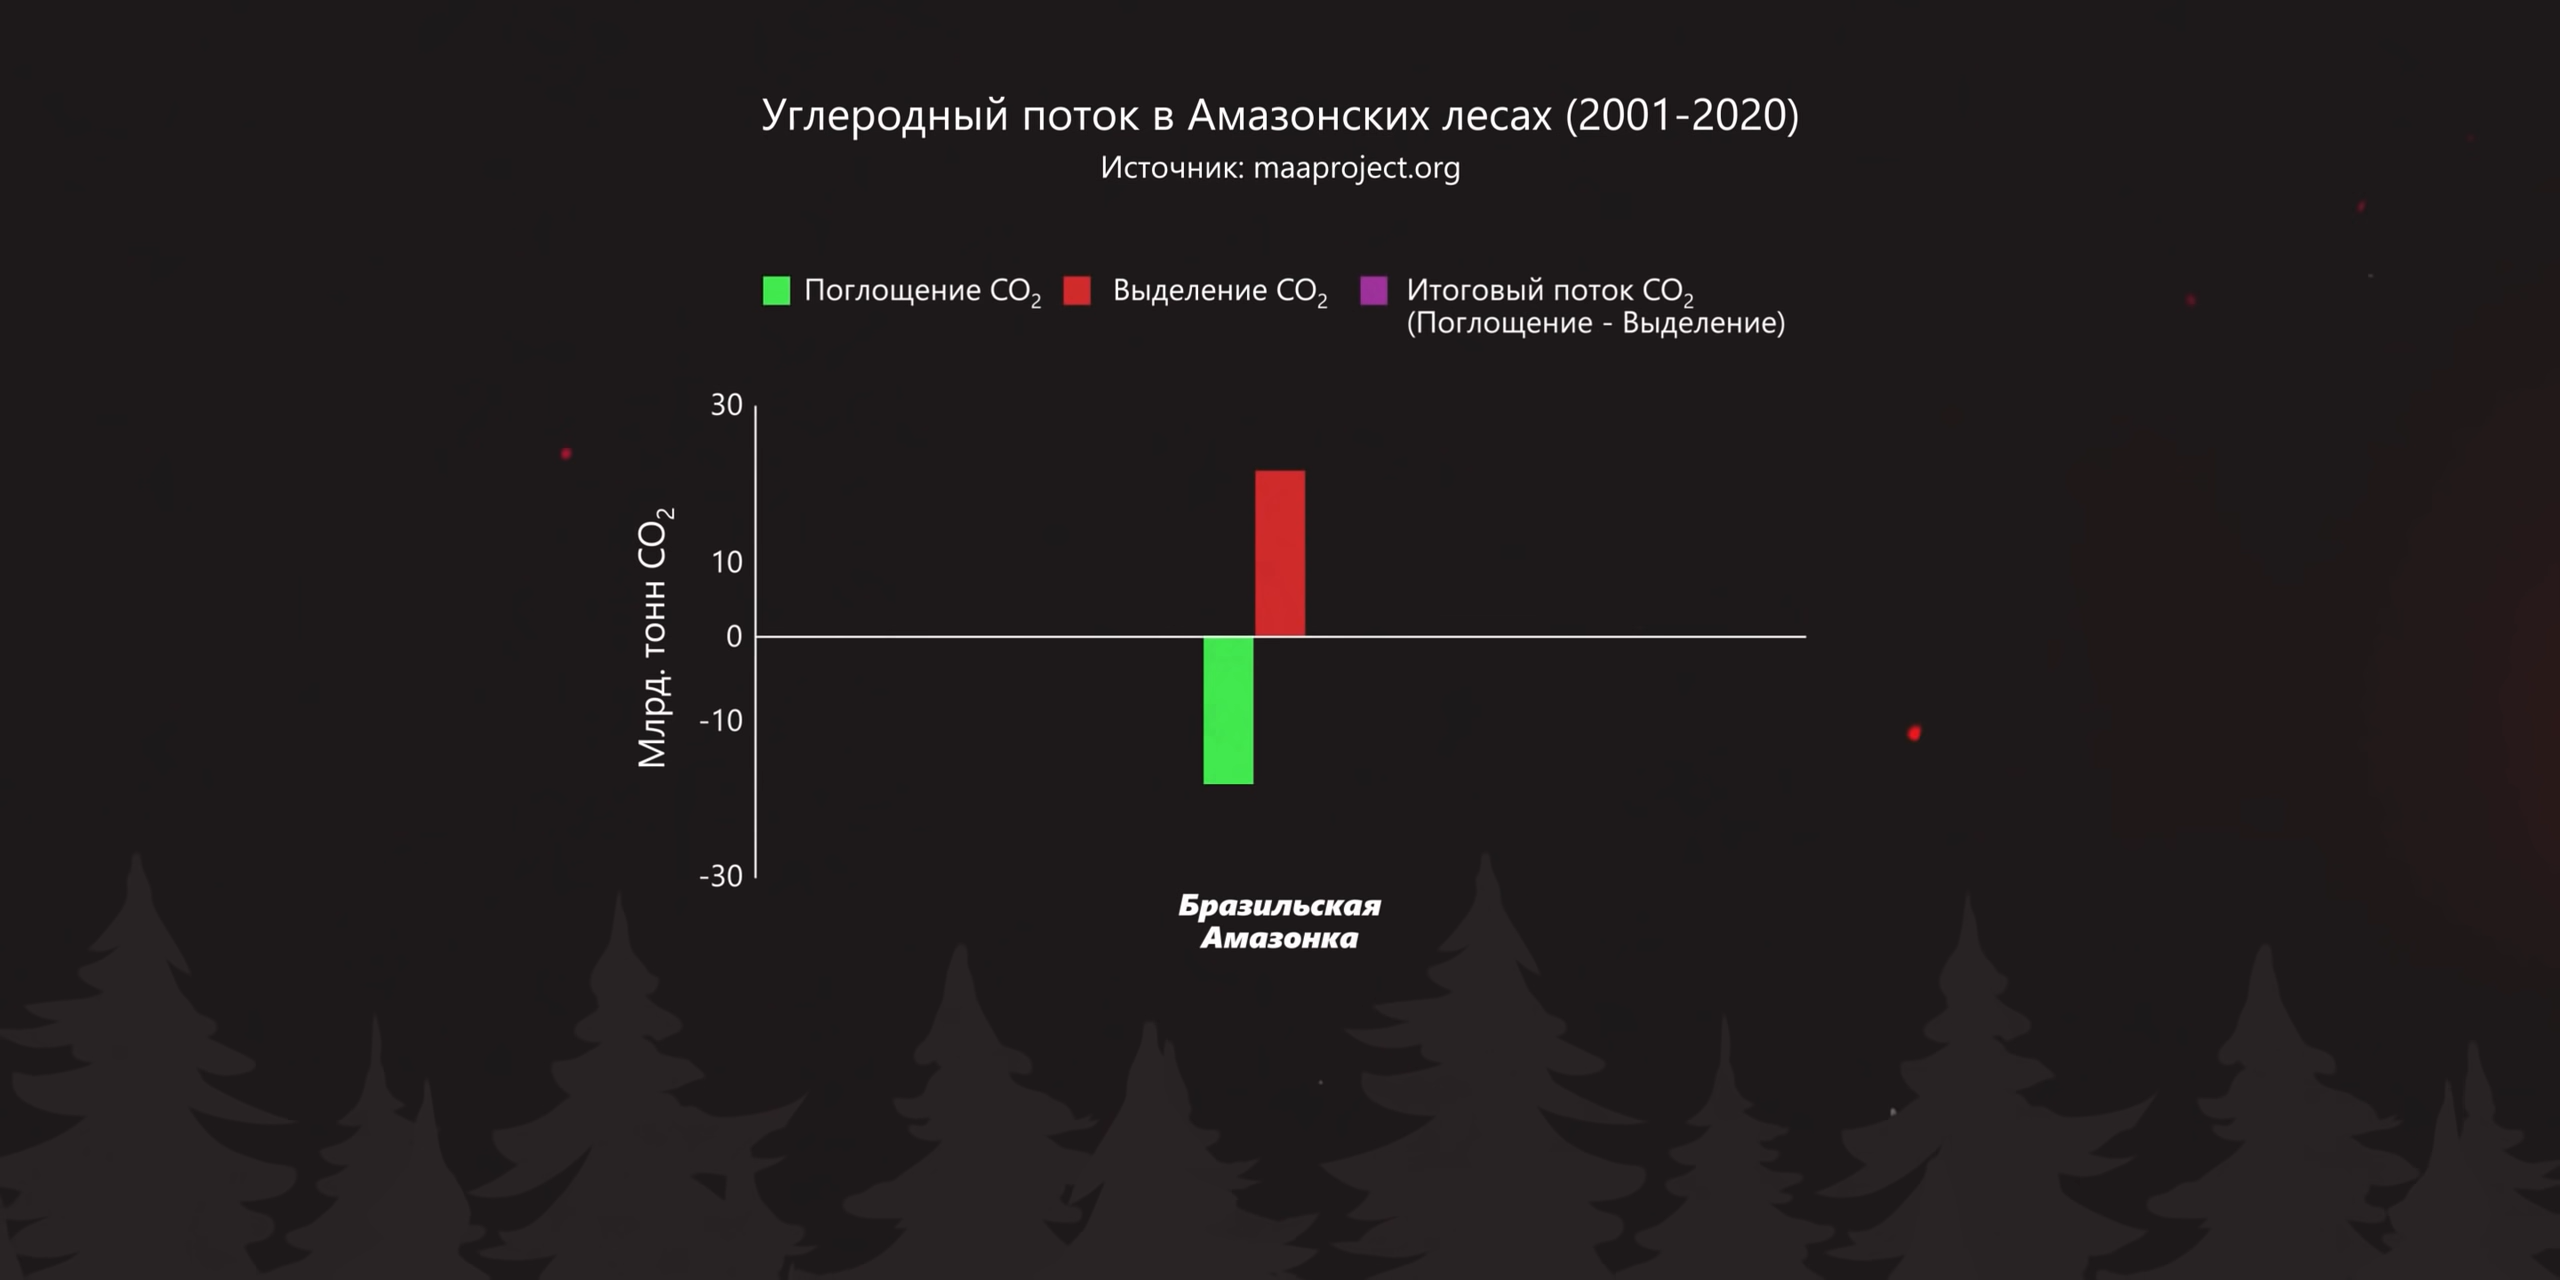 Углеродный поток в Амазонских лесах (2001-2020)
Источник: maaproject.org
Поглощение CO₂
Выделение CO₂
Итоговый поток CO₂
(Поглощение - Выделение)
Млрд. тонн CO₂
30
10
0
-10
-30
Бразильская
Амазонка